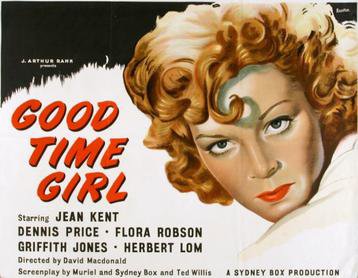 J. ARTHUR RANK
presents
GOOD
TIME
GIRL
Starring JEAN KENT
DENNIS PRICE · FLORA ROBSON
GRIFFITH JONES · HERBERT LOM
Directed by David Macdonald
Screenplay by Muriel and Sydney Box and Ted Willis
A SYDNEY BOX PRODUCTION